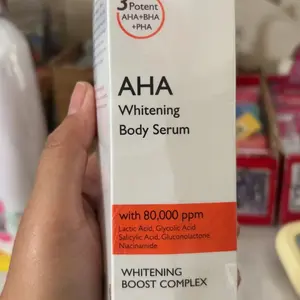 3
Potent
AHA+BHA
+PHA
AHA
Whitening
Body Serum
with 80,000 ppm
Lactic Acid, Glycolic Acid
Salicylic Acid, Gluconolactone,
Niacinamide
WHITENING
BOOST COMPLEX